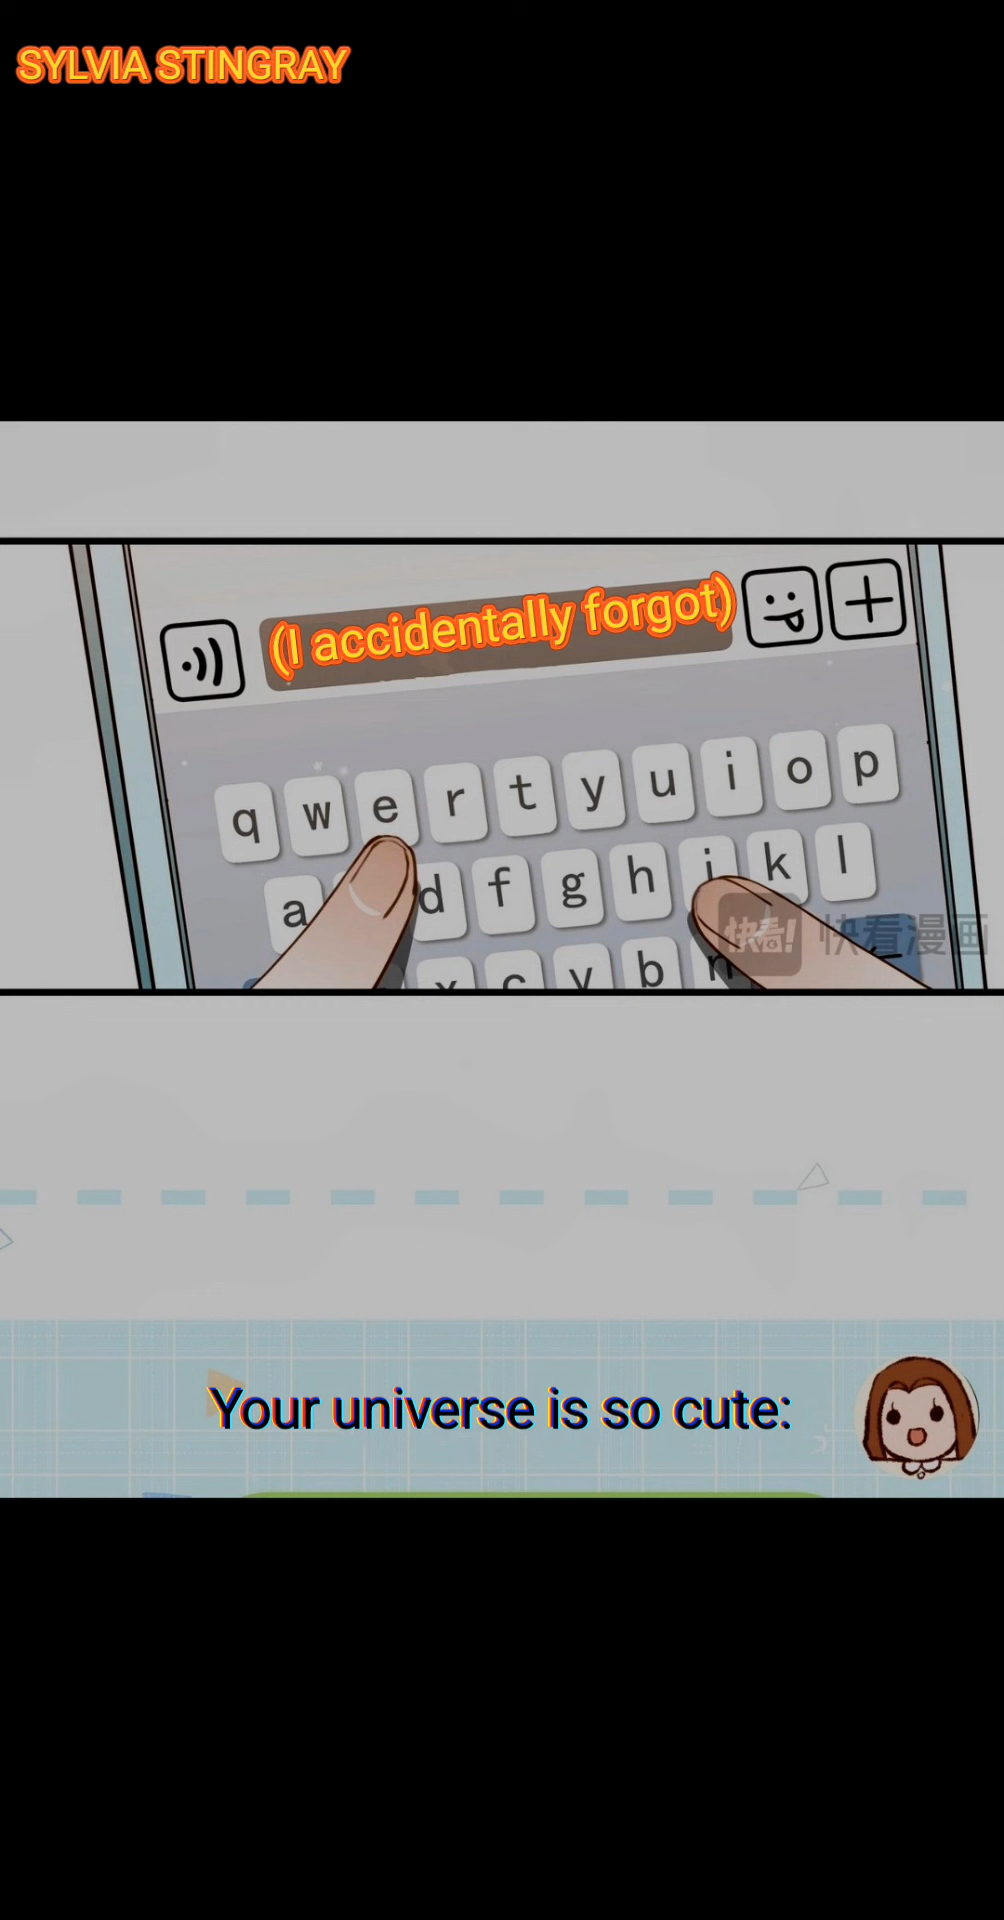 SYLVIA STINGRAY
(I accidentally forgot)
q w e r t y u i o p
a d f g h j k l
x c v b n
快看! 快看漫画
Your universe is so cute: